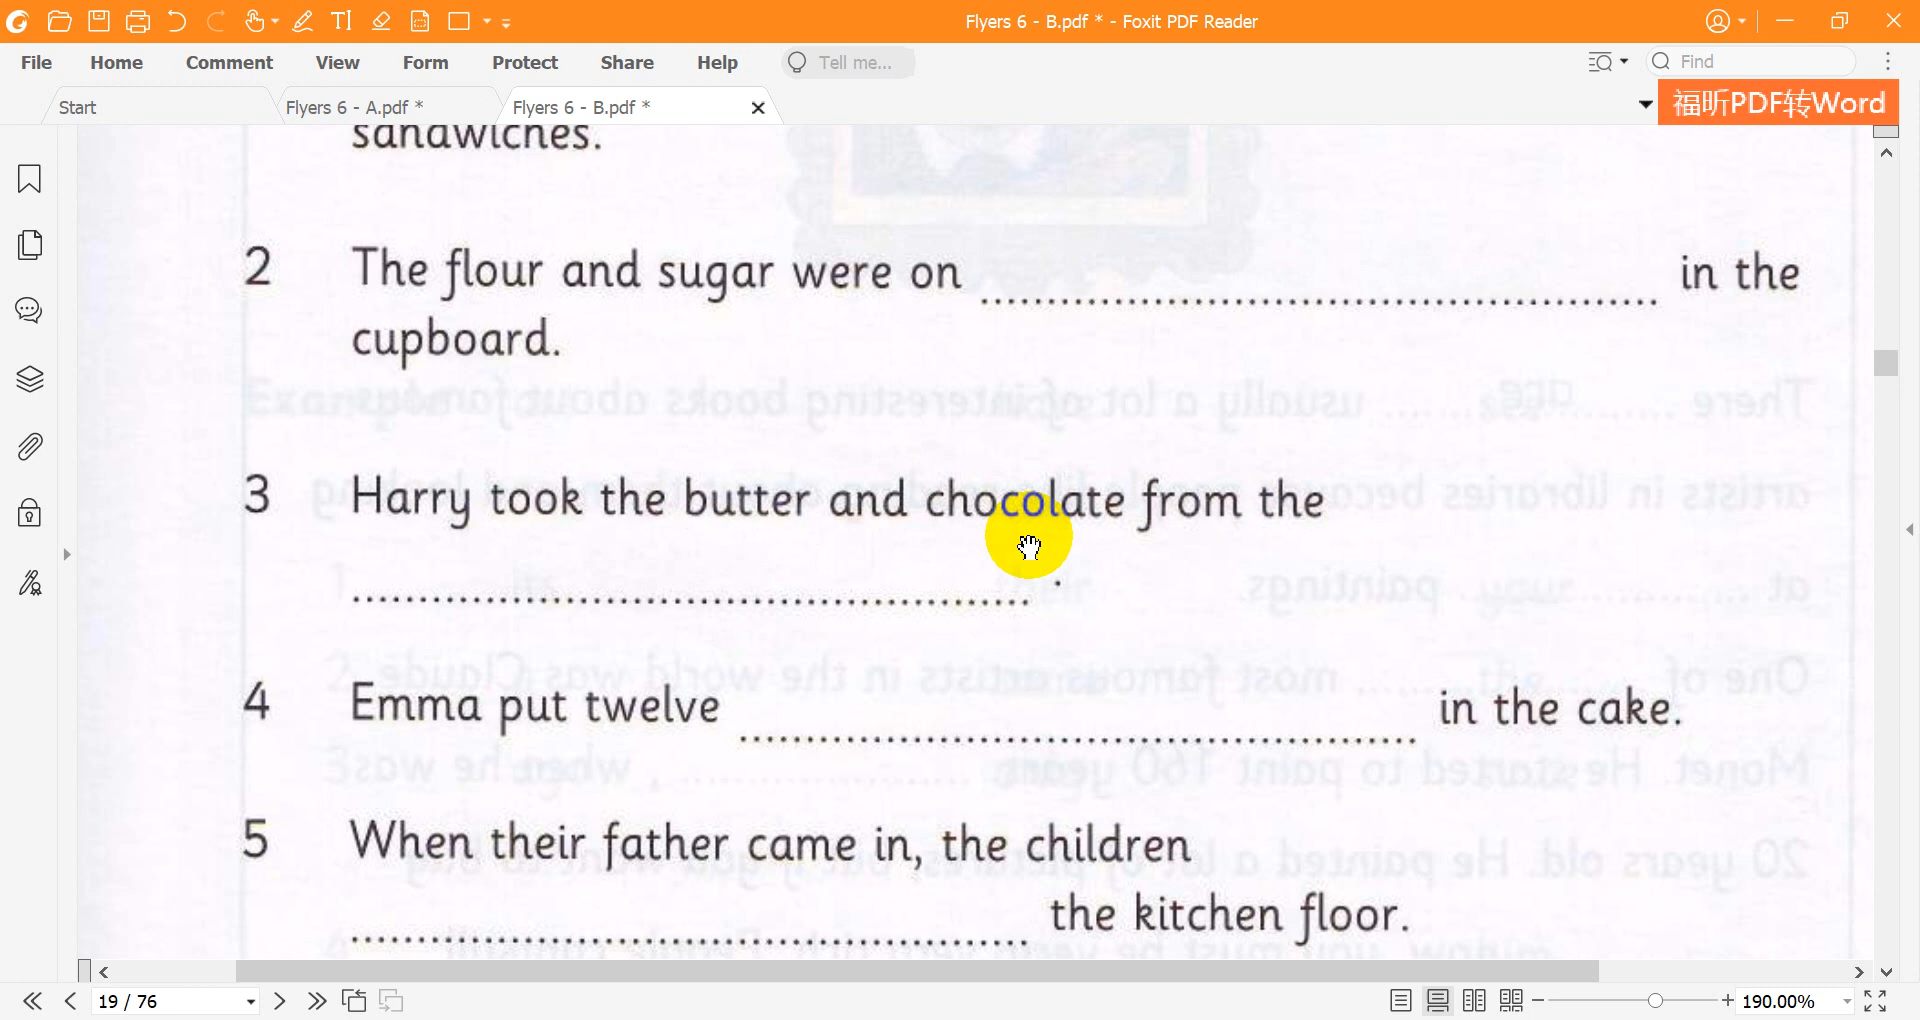 Flyers 6 - B.pdf * - Foxit PDF Reader
File Home Comment View Form Protect Share Help Tell me... Find
Start Flyers 6 - A.pdf * Flyers 6 - B.pdf * 福昕PDF转Word
sandwiches.
2 The flour and sugar were on ........ in the
cupboard.
3 Harry took the butter and chocolate from the
........ .
4 Emma put twelve ........ in the cake.
5 When their father came in, the children
........ the kitchen floor.
19 / 76 190.00%